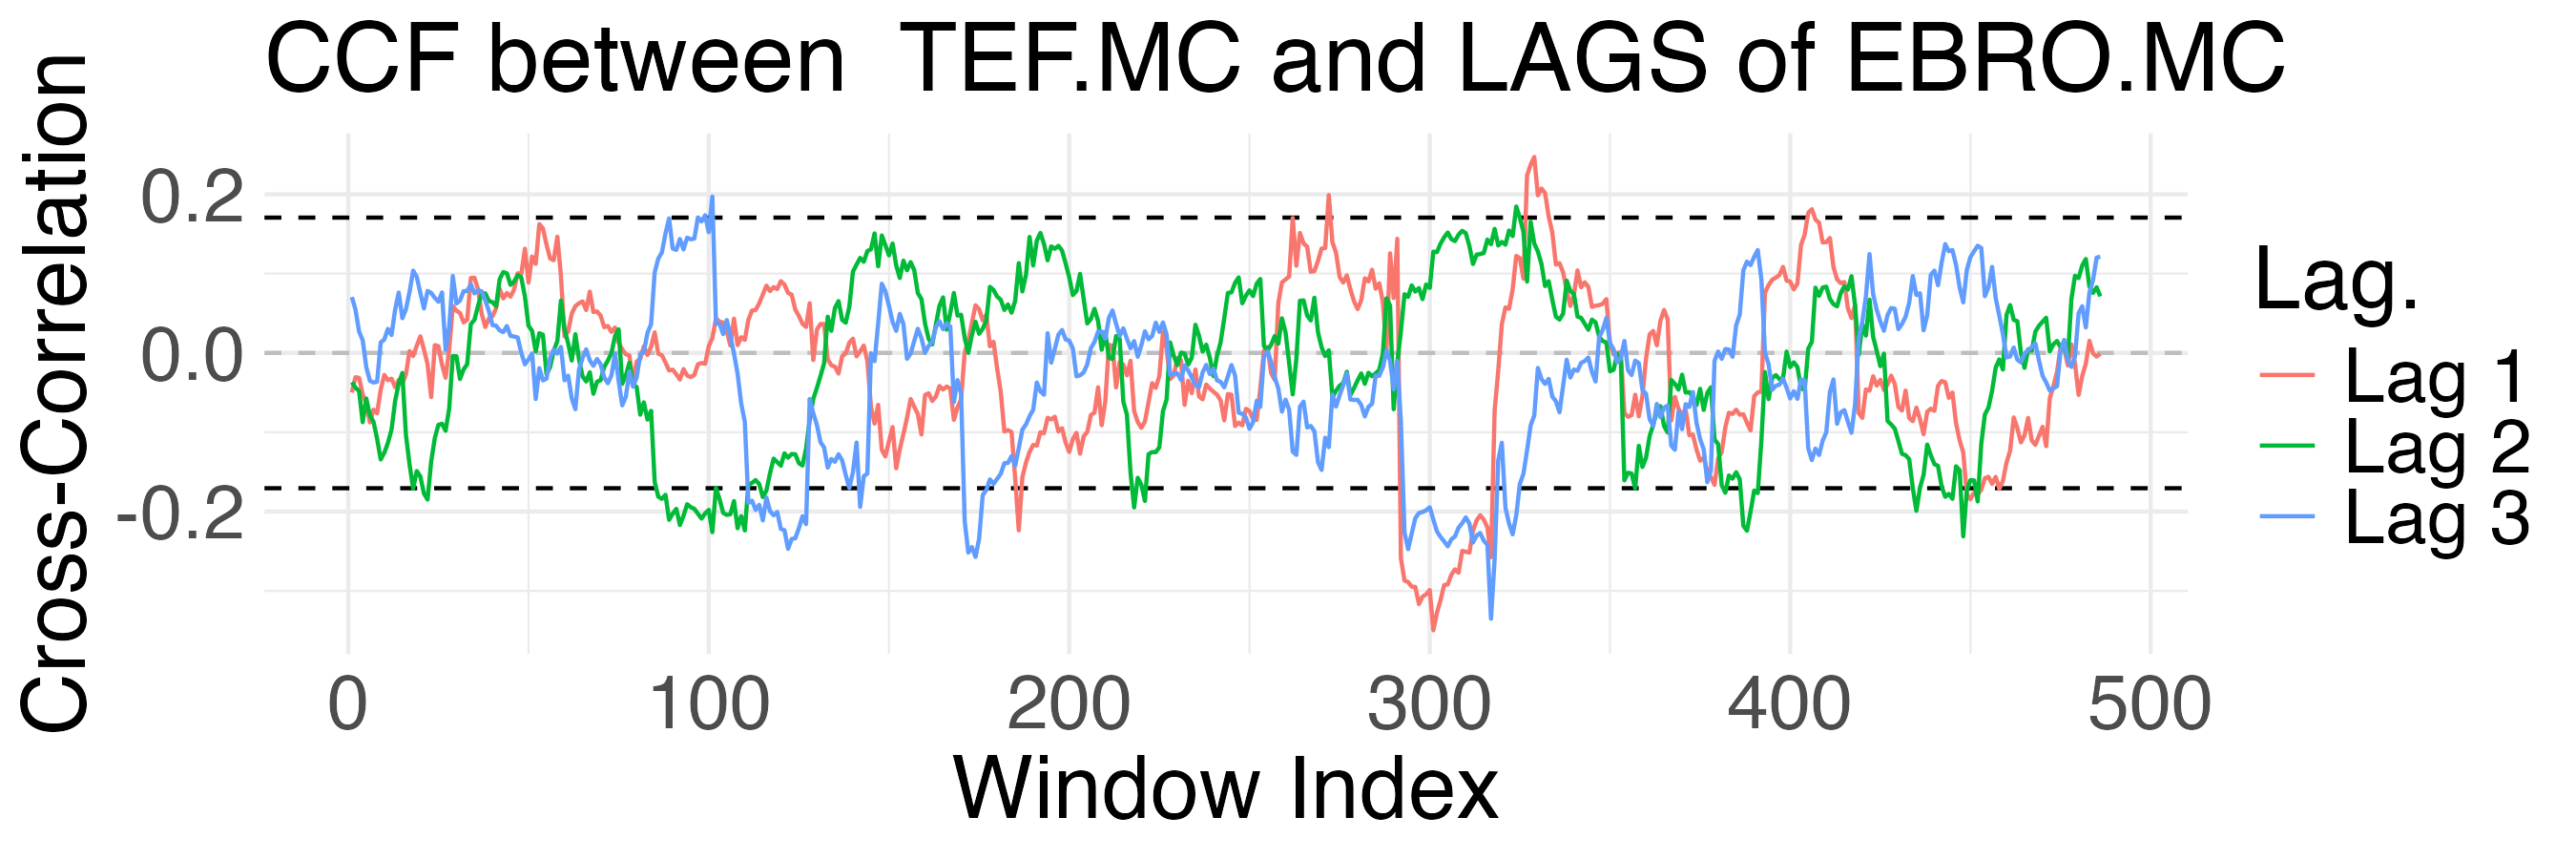 CCF between  TEF.MC and LAGS of EBRO.MC
Cross-Correlation
0.2
0.0
-0.2
0 100 200 300 400 500
Window Index
Lag.
Lag 1
Lag 2
Lag 3